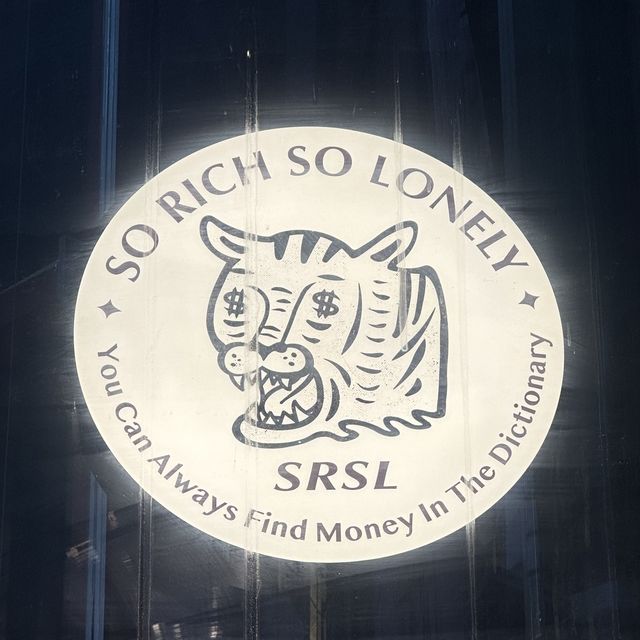 SO RICH SO LONELY
$ $
SRSL
You Can Always Find Money In The Dictionary